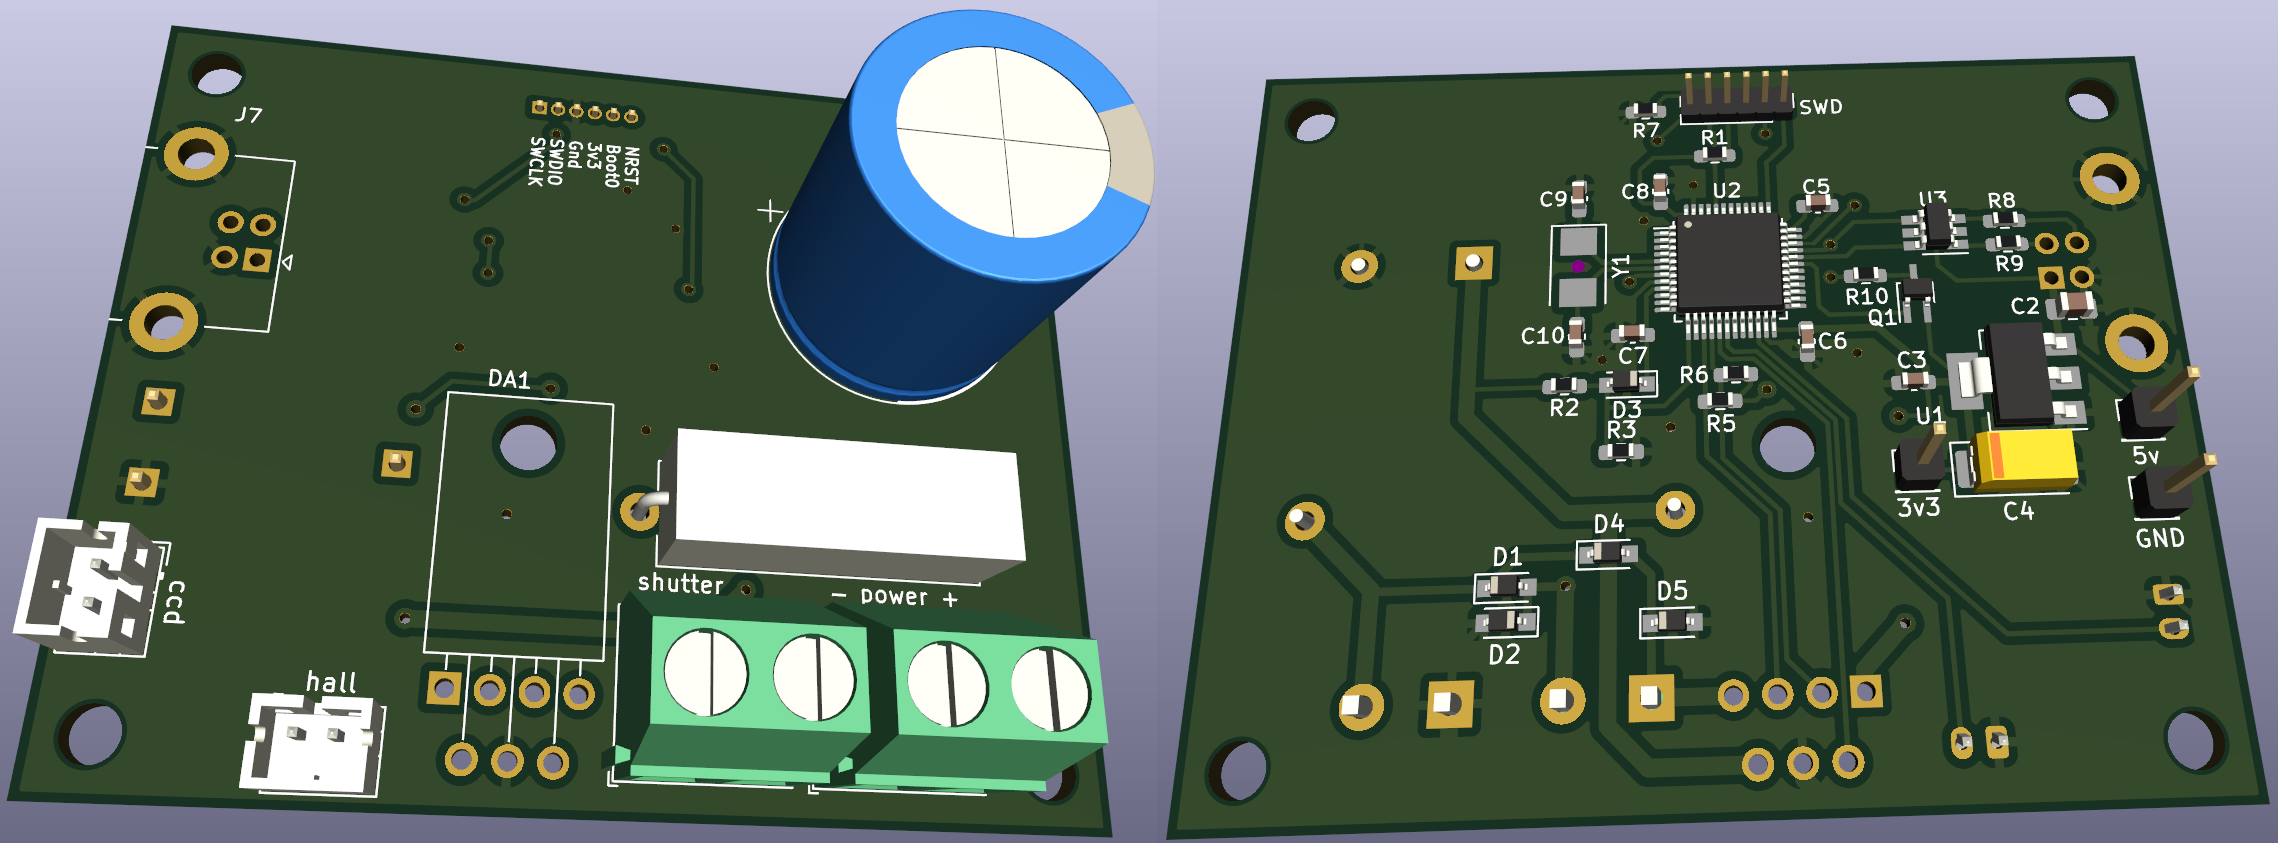 J7
SWCLK
SWDIO
Gnd
3v3
Boot0
NRST
+
DA1
shutter
- power +
ccd
hall
SWD
R7
R1
C8
U2
C5
C9
U3
R8
Y1
R9
R10
C2
Q1
C10
C7
C6
C3
R6
R2
D3
R5
U1
R3
5v
3v3
C4
D4
GND
D1
D5
D2